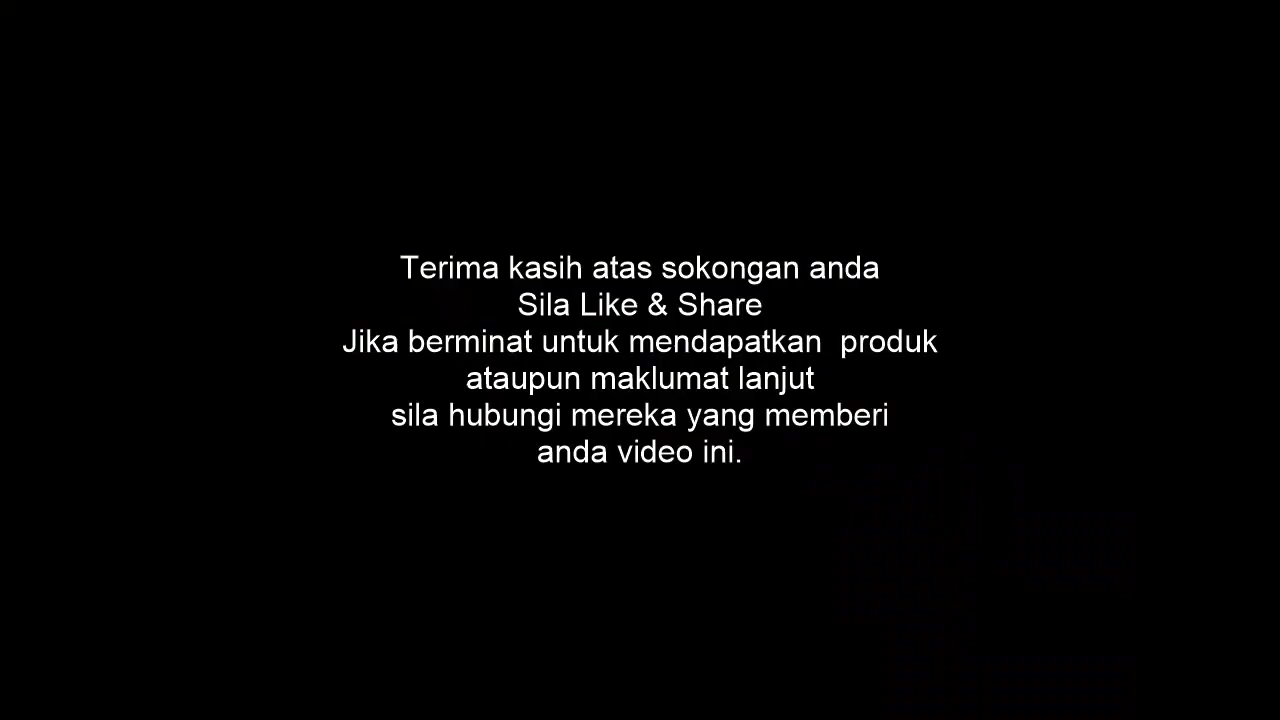 Terima kasih atas sokongan anda
Sila Like & Share
Jika berminat untuk mendapatkan  produk
ataupun maklumat lanjut
sila hubungi mereka yang memberi
anda video ini.